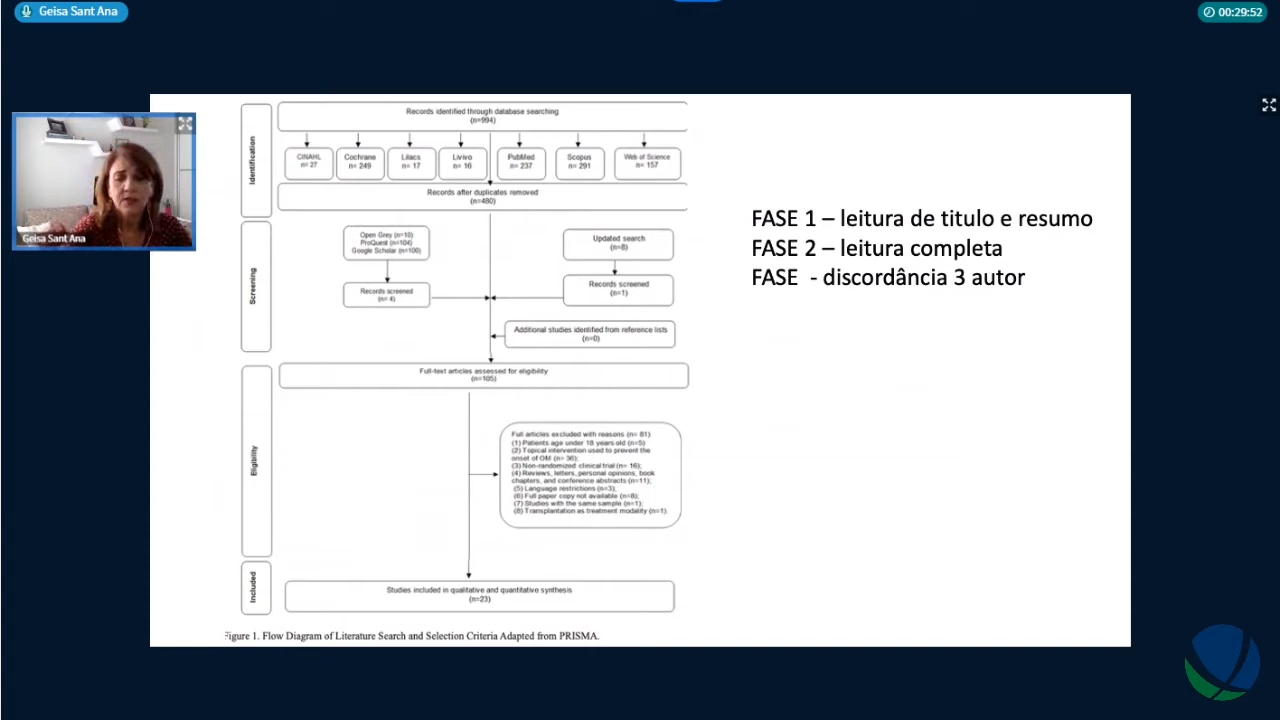 Geisa Sant Ana
00:29:52
Geisa Sant Ana
Identification
Records identified through database searching
(n=994)
CINAHL
n= 27
Cochrane
n= 249
Lilacs
n= 17
Livivo
n= 16
PubMed
n= 237
Scopus
n= 291
Web of Science
n= 157
Records after duplicates removed
(n=480)
Screening
Open Grey (n=10)
ProQuest (n=104)
Google Scholar (n=100)
Updated search
(n=8)
Records screened
(n= 4)
Records screened
(n=1)
Additional studies identified from reference lists
(n=0)
Eligibility
Full-text articles assessed for eligibility
(n=105)
Full articles excluded with reasons (n= 81)
(1) Patients age under 18 years old (n=5)
(2) Topical intervention used to prevent the
onset of OM (n= 36);
(3) Non-randomized clinical trial (n= 16);
(4) Reviews, letters, personal opinions, book
chapters, and conference abstracts (n=11);
(5) Language restrictions (n=3);
(6) Full paper copy not available (n=8);
(7) Studies with the same sample (n=1);
(8) Transplantation as treatment modality (n=1)
Included
Studies included in qualitative and quantitative synthesis
(n=23)
Figure 1. Flow Diagram of Literature Search and Selection Criteria Adapted from PRISMA.
FASE 1 – leitura de titulo e resumo
FASE 2 – leitura completa
FASE - discordância 3 autor